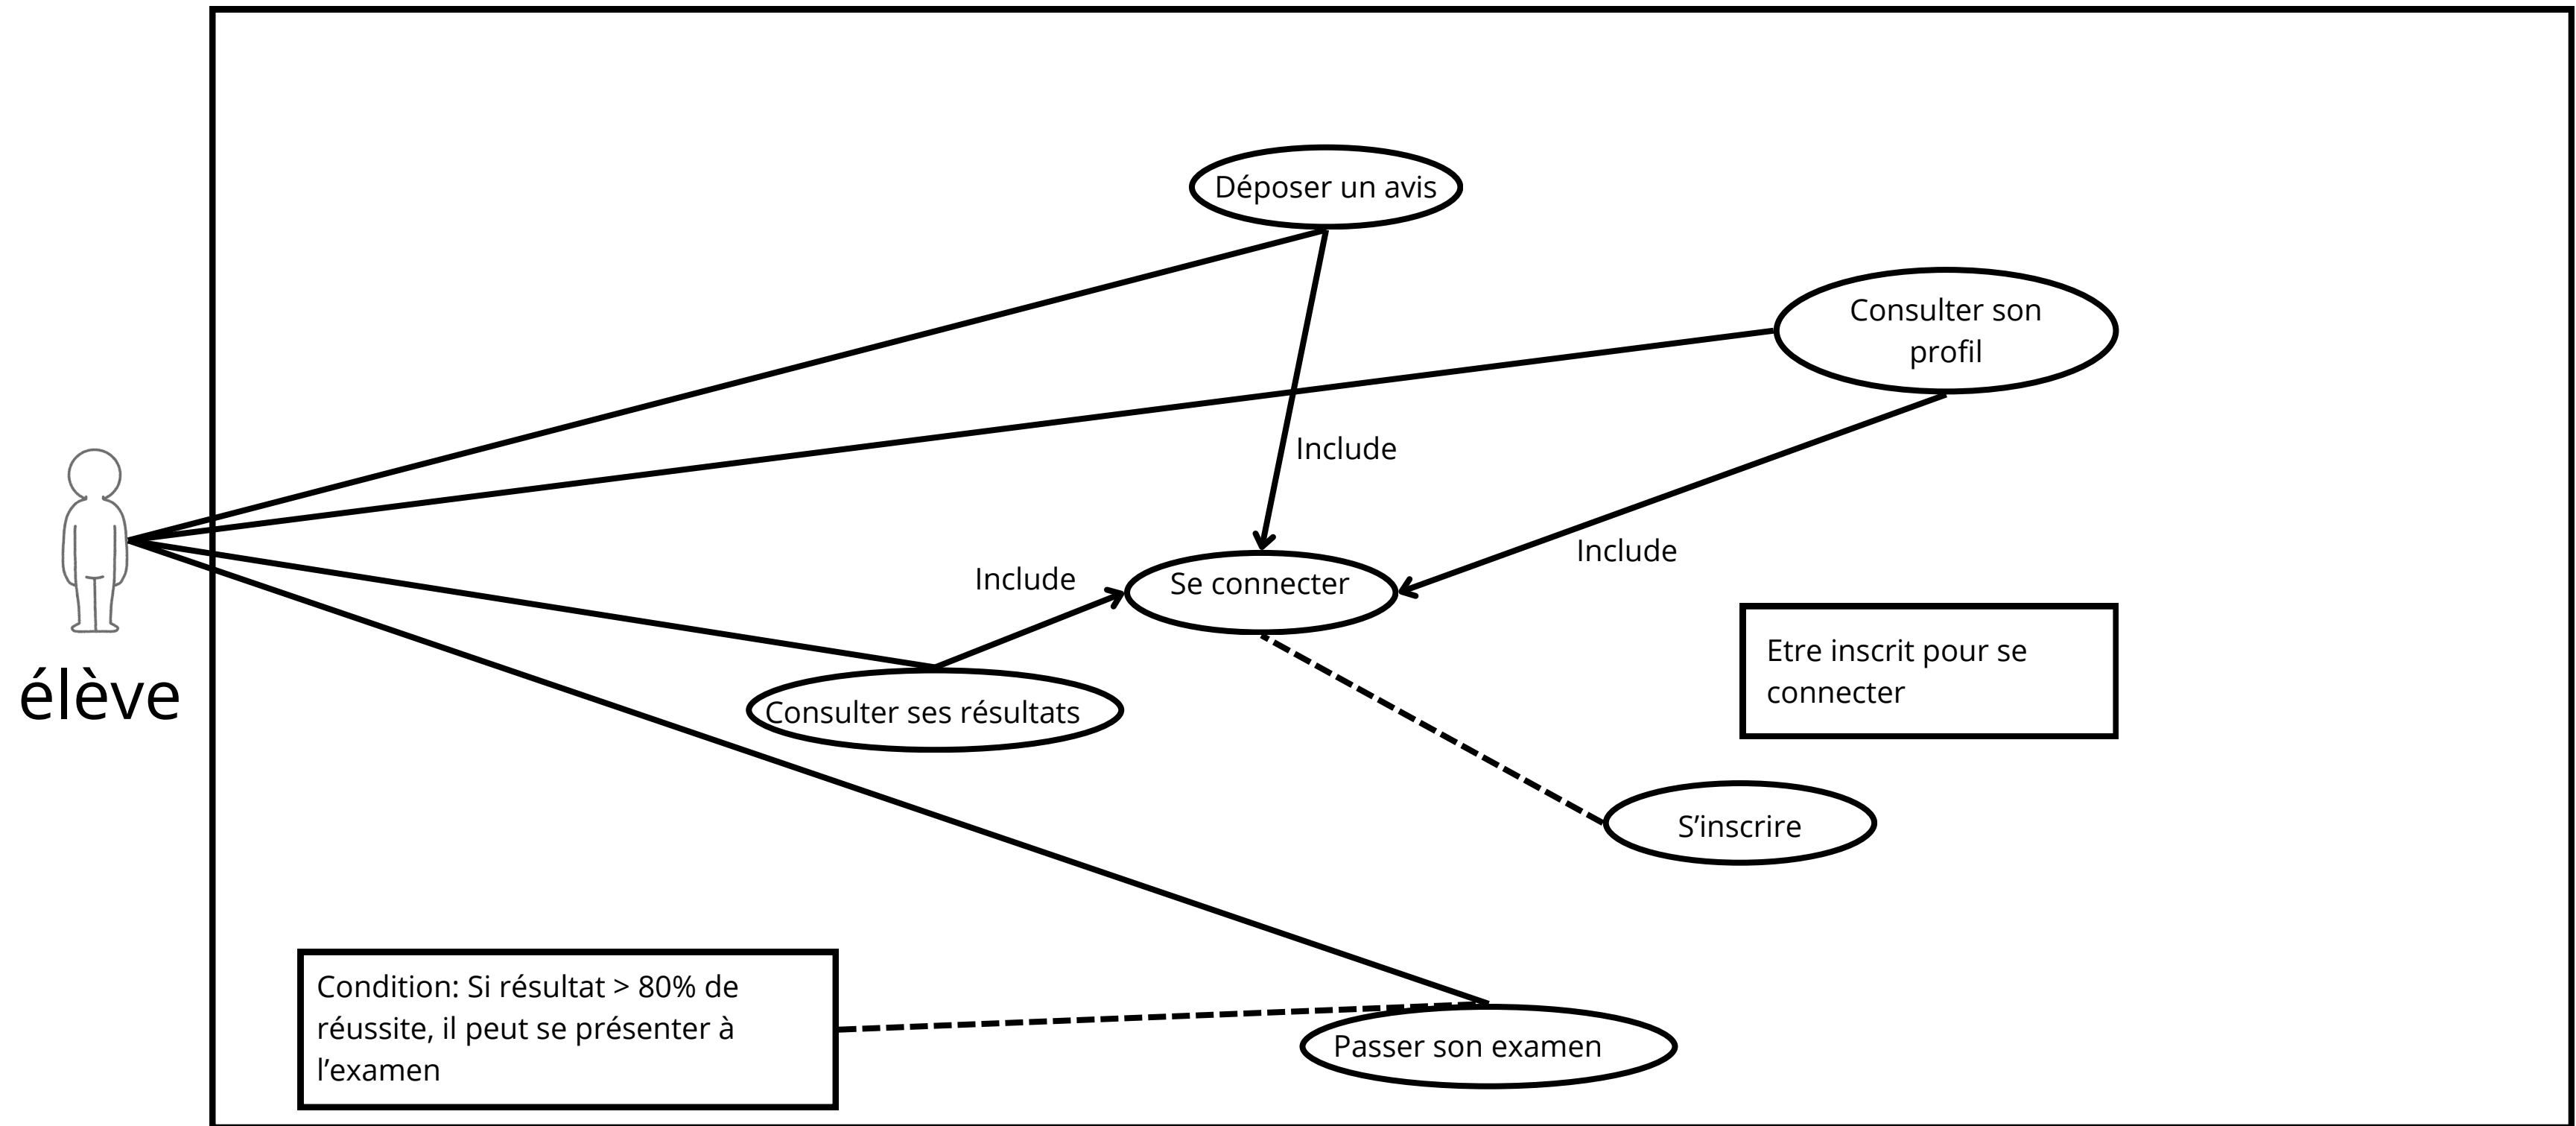 Déposer un avis
Consulter son
profil
Include
Include
Include
Se connecter
Etre inscrit pour se
connecter
élève
Consulter ses résultats
S’inscrire
Condition: Si résultat > 80% de
réussite, il peut se présenter à
l’examen
Passer son examen